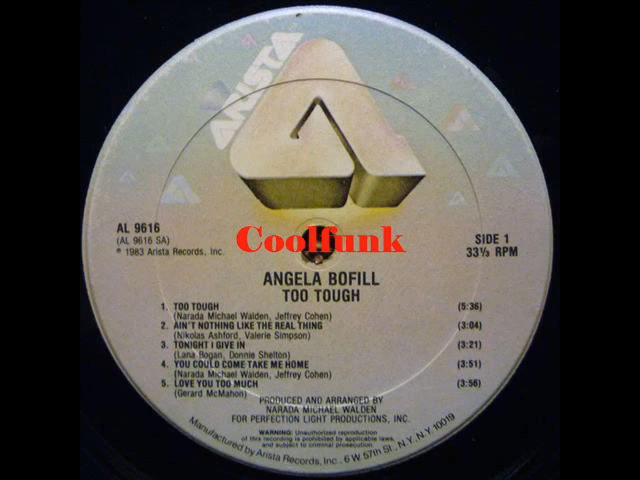 ARISTA
AL 9616
(AL 9616 SA)
℗ 1983 Arista Records, Inc.
SIDE 1
33⅓ RPM
Coolfunk
ANGELA BOFILL
TOO TOUGH
1. TOO TOUGH (5:36)
(Narada Michael Walden, Jeffrey Cohen)
2. AIN'T NOTHING LIKE THE REAL THING (3:04)
(Nikolas Ashford, Valerie Simpson)
3. TONIGHT I GIVE IN (3:21)
(Lana Bogan, Donnie Shelton)
4. YOU COULD COME TAKE ME HOME (3:51)
(Narada Michael Walden, Jeffrey Cohen)
5. LOVE YOU TOO MUCH (3:56)
(Gerard McMahon)
PRODUCED AND ARRANGED BY
NARADA MICHAEL WALDEN
FOR PERFECTION LIGHT PRODUCTIONS, INC.
WARNING: Unauthorized reproduction
of this recording is prohibited by applicable laws,
and subject to criminal prosecution.
Manufactured by Arista Records, Inc., 6 W 57th St., N.Y. N.Y. 10019